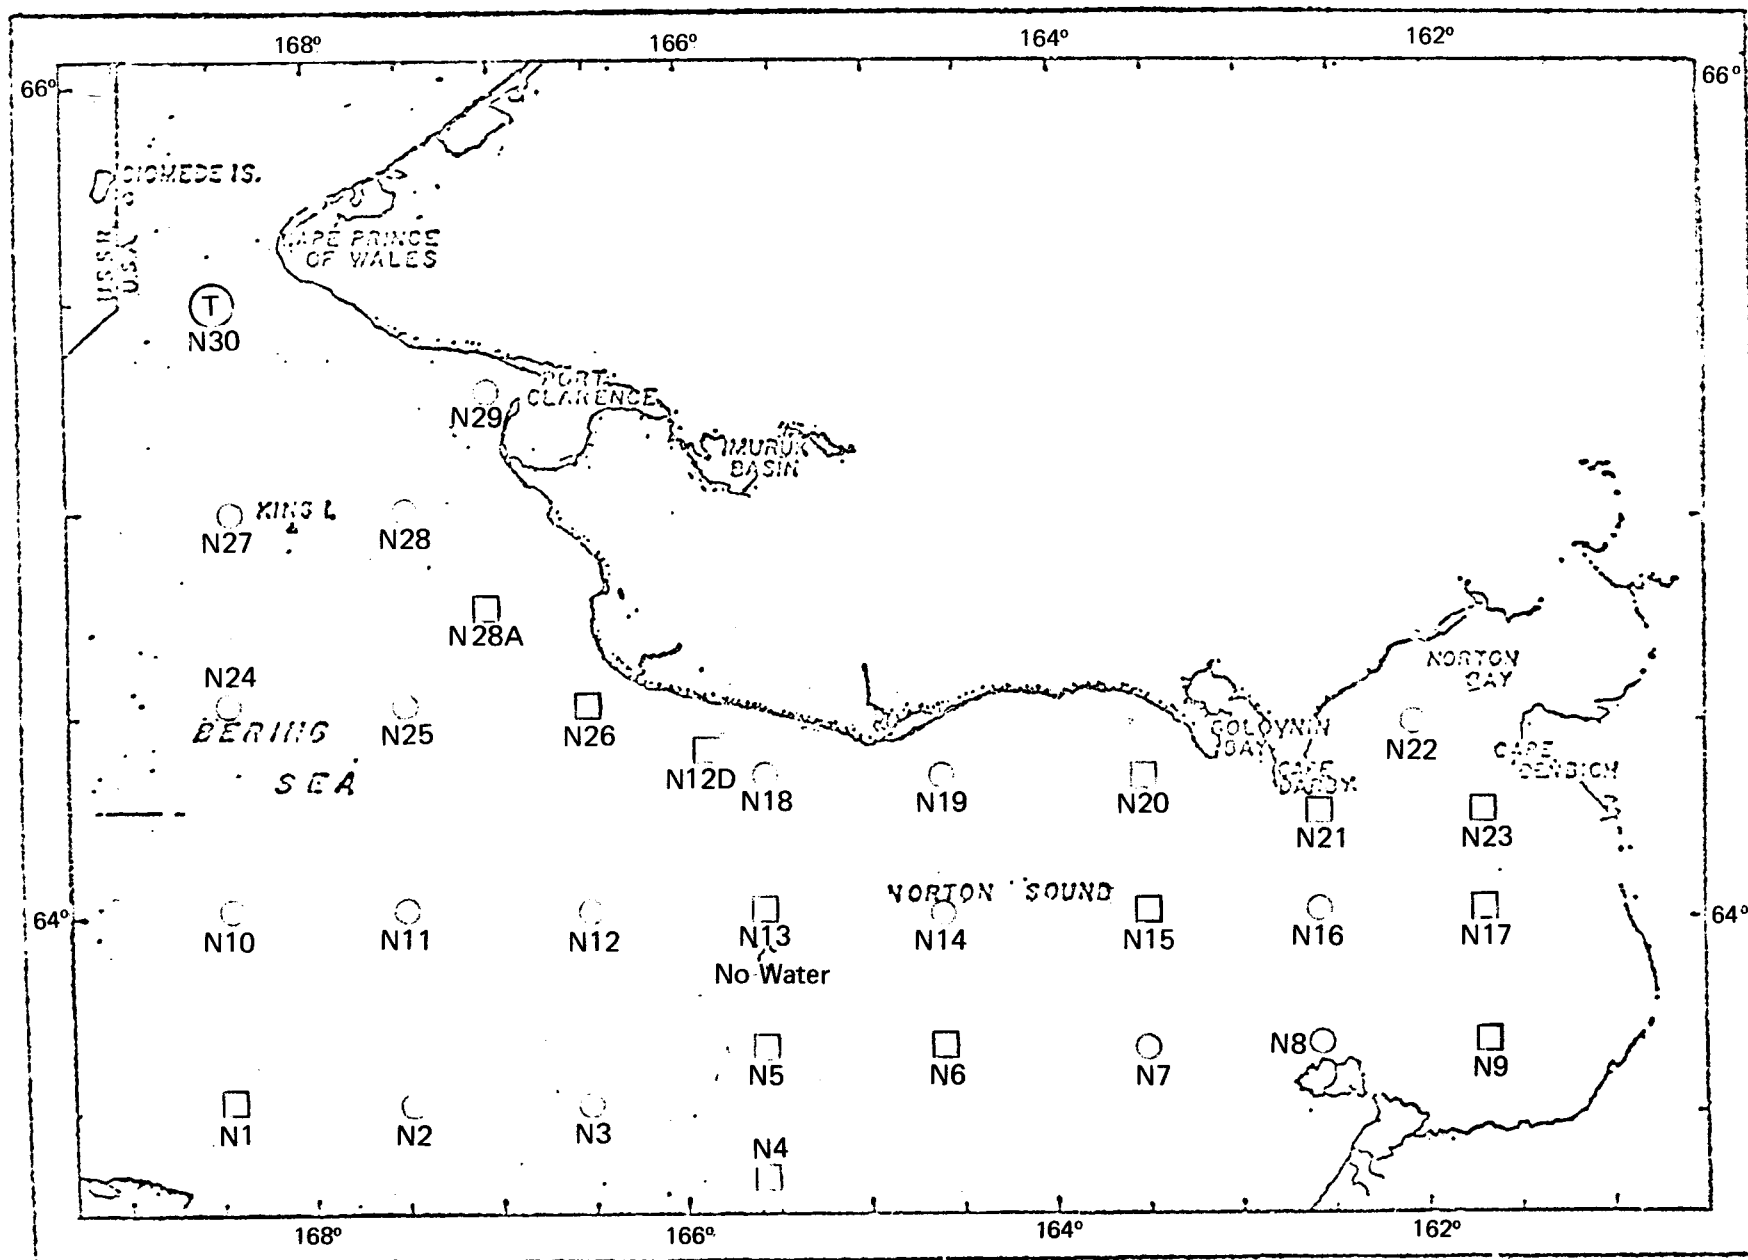 168° 166° 164° 162°
66° 66°
DIOMEDE IS.
U.S.S.R.
U.S.A.
CAPE PRINCE
OF WALES
T
N30
PORT
CLARENCE
N29
IMURUK
BASIN
KING I.
N27 N28
N28A
N24
NORTON
BAY
BERING
SEA
N25 N26
GOLOVNIN
BAY
N22
CAPE
DENBIGH
CAPE
DARBY
N12D N18 N19 N20
N21 N23
NORTON SOUND
64° 64°
N10 N11 N12 N13 N14 N15 N16 N17
No Water
N8
N5 N6 N7 N9
N1 N2 N3
N4
168° 166° 164° 162°